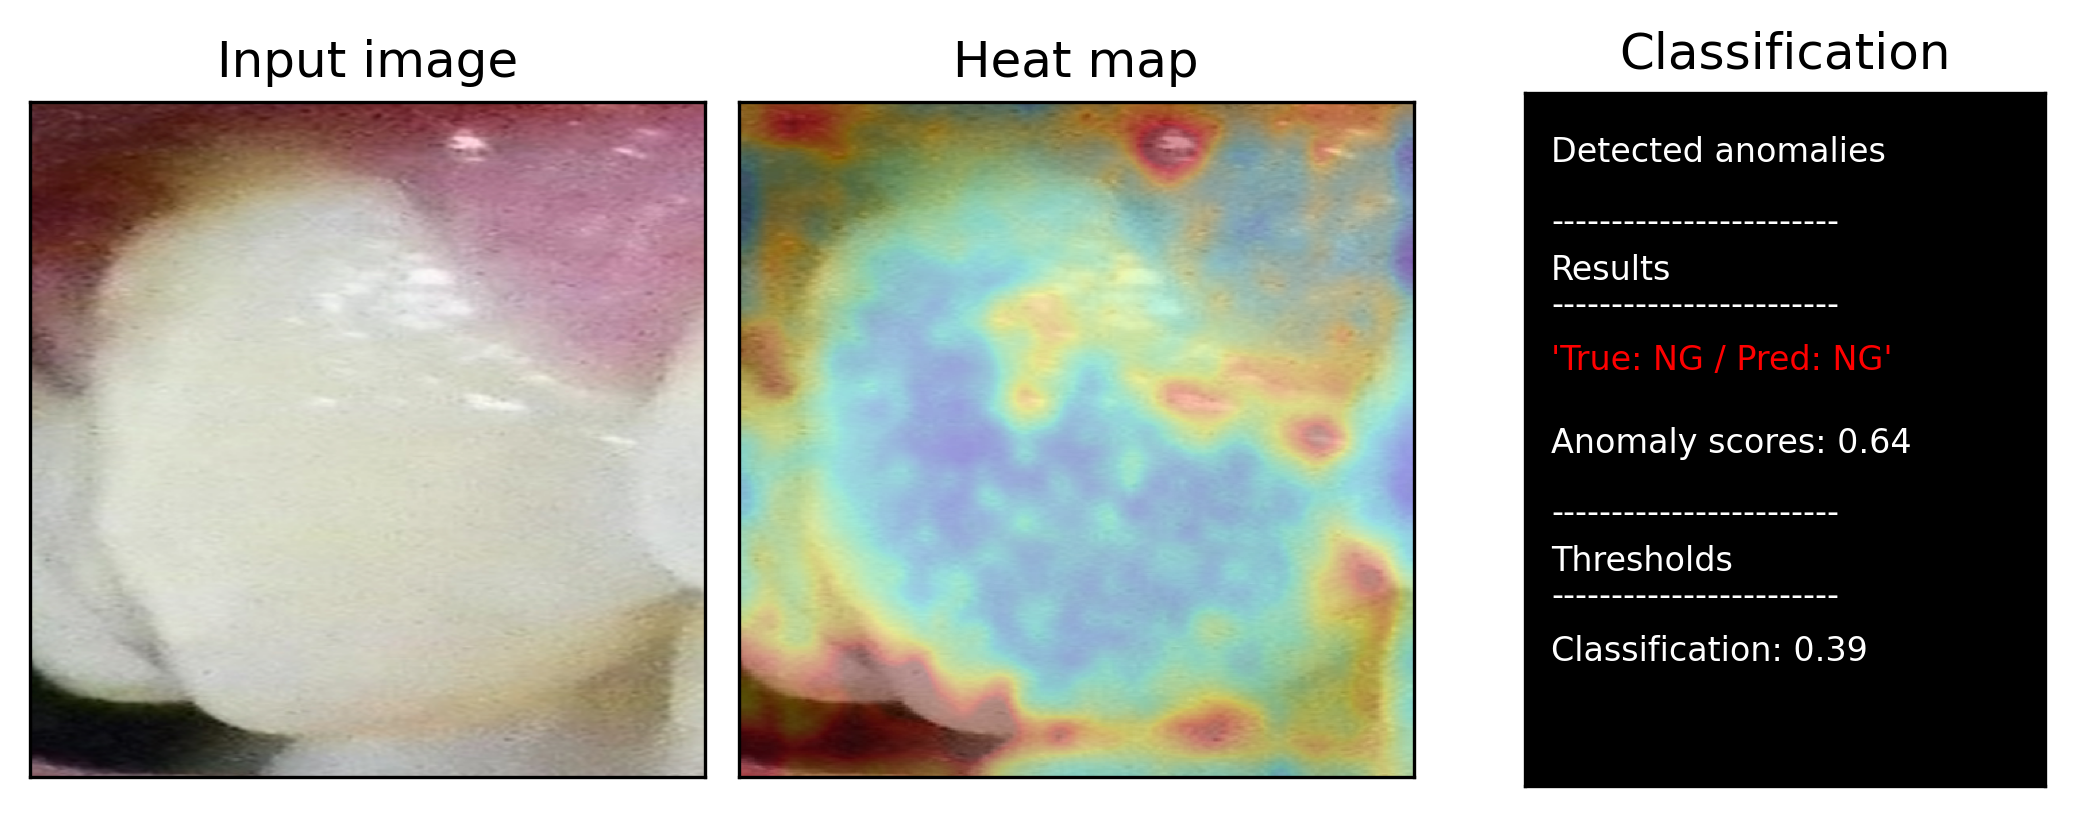 Input image
Heat map
Classification
Detected anomalies
------------------------
Results
------------------------
'True: NG / Pred: NG'
Anomaly scores: 0.64
------------------------
Thresholds
------------------------
Classification: 0.39